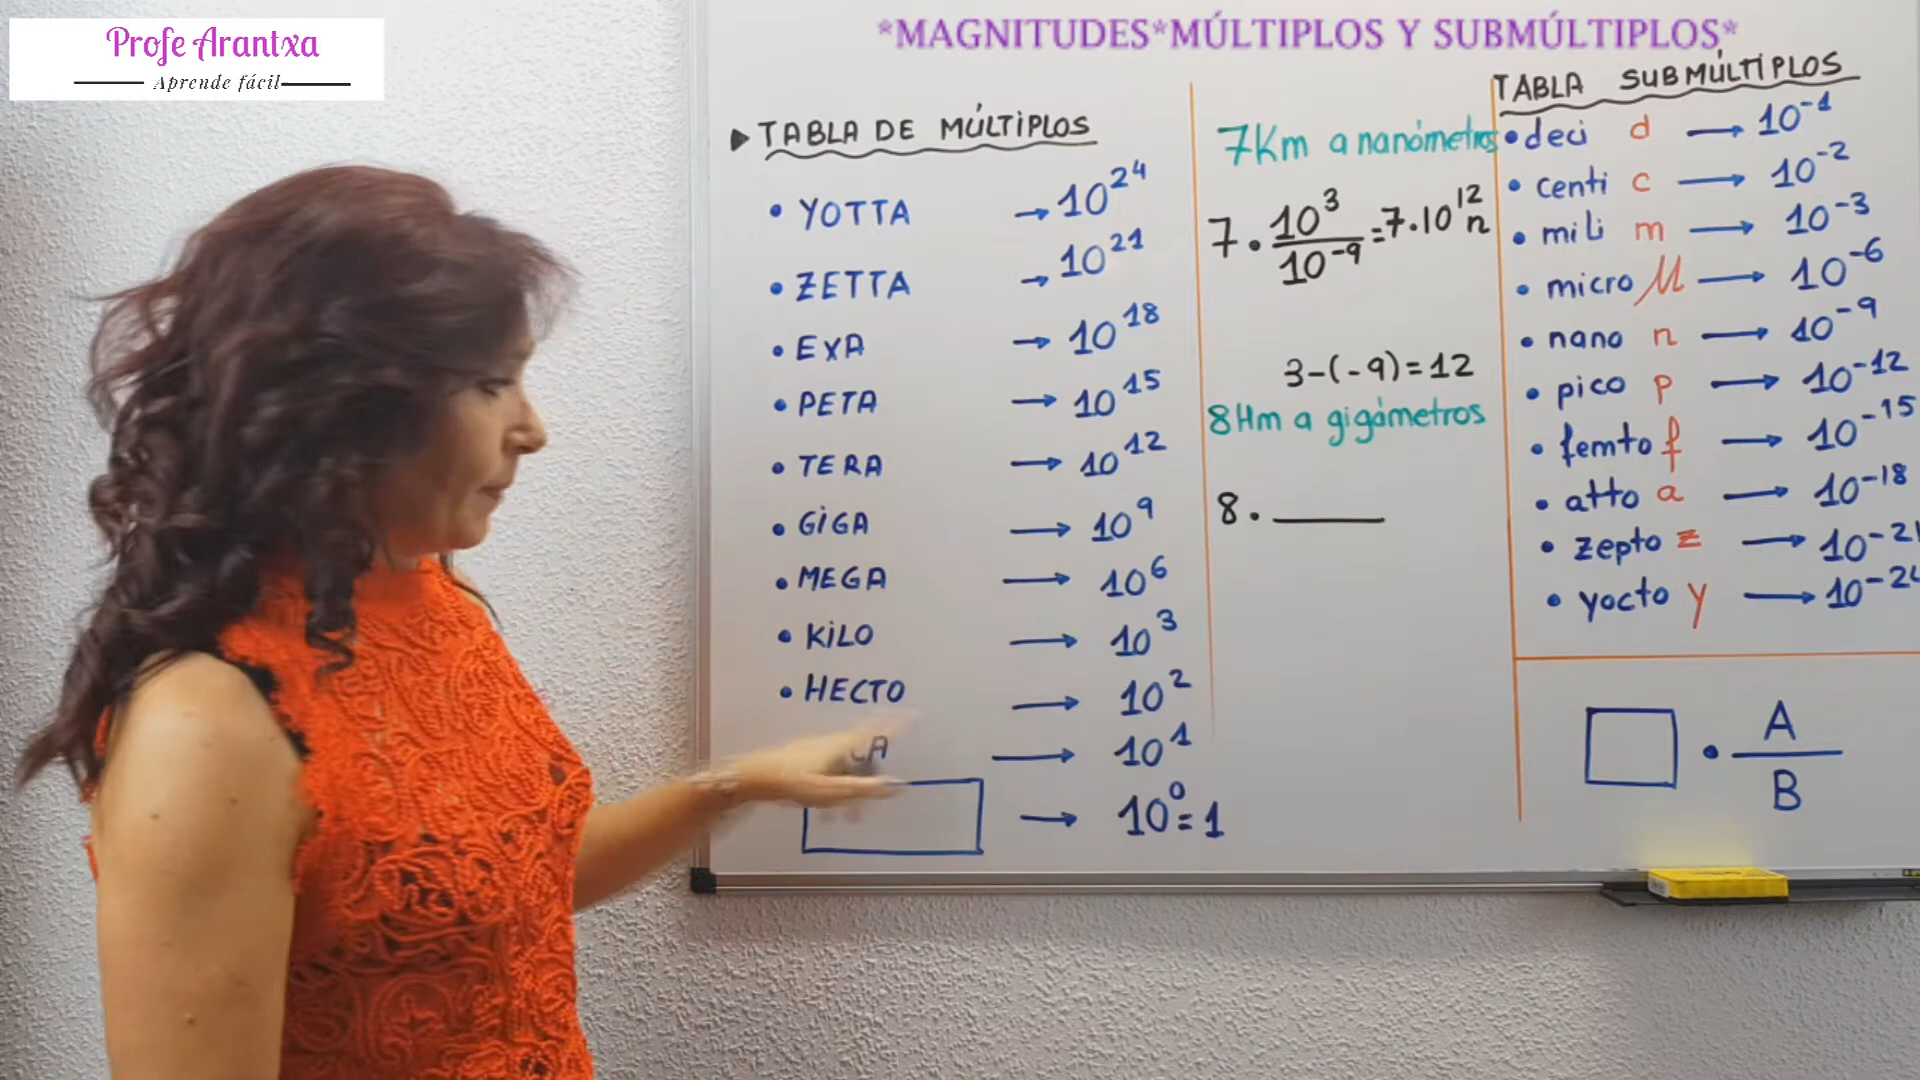 Profe Arantxa
Aprende fácil
*MAGNITUDES*MÚLTIPLOS Y SUBMÚLTIPLOS*
▶ TABLA DE MÚLTIPLOS
• YOTTA → 10²⁴
• ZETTA → 10²¹
• EXA → 10¹⁸
• PETA → 10¹⁵
• TERA → 10¹²
• GIGA → 10⁹
• MEGA → 10⁶
• KILO → 10³
• HECTO → 10²
→ 10¹
→ 10⁰=1
7Km a nanómetros
7 · 10³/10⁻⁹ = 7·10¹² n
3-(-9)=12
8Hm a gigámetros
8 · ____
TABLA SUBMÚLTIPLOS
• deci d → 10⁻¹
• centi c → 10⁻²
• mili m → 10⁻³
• micro M → 10⁻⁶
• nano n → 10⁻⁹
• pico p → 10⁻¹²
• femto f → 10⁻¹⁵
• atto a → 10⁻¹⁸
• zepto z → 10⁻²¹
• yocto y → 10⁻²⁴
□ · A/B